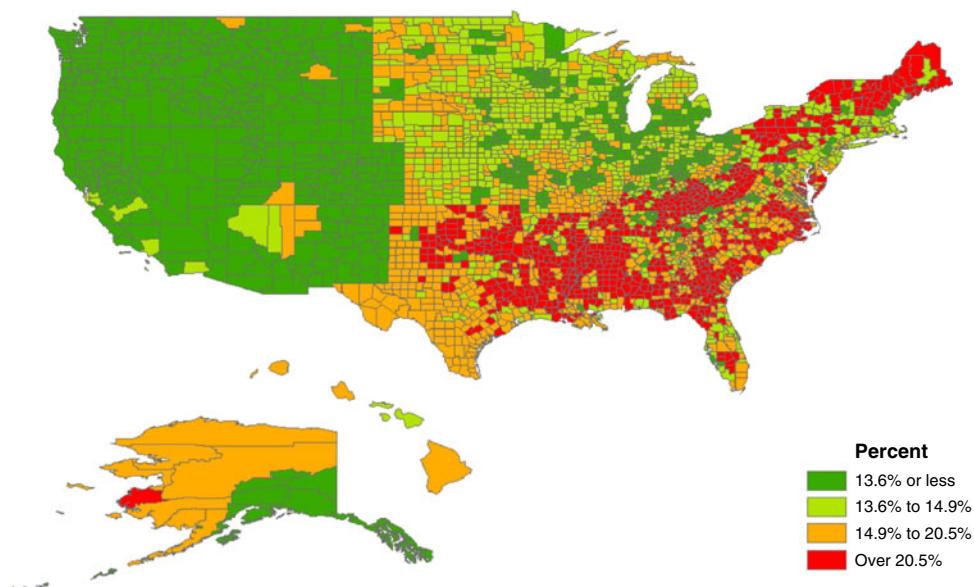 Percent
13.6% or less
13.6% to 14.9%
14.9% to 20.5%
Over 20.5%